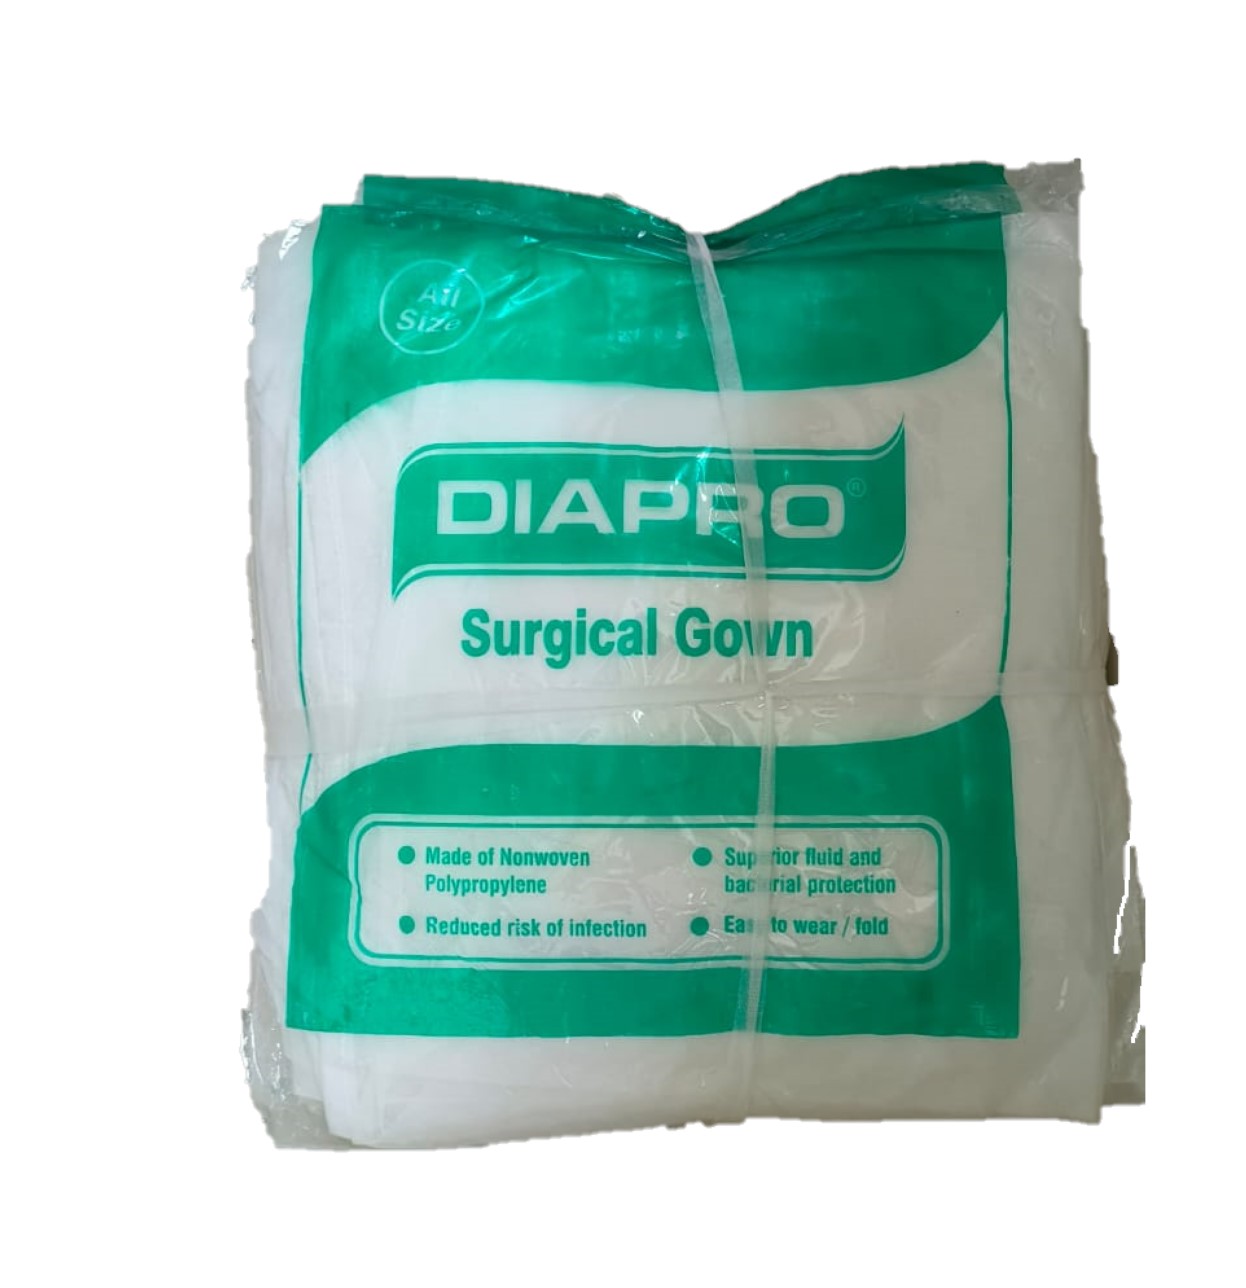 All
Size
DIAPRO®
Surgical Gown
● Made of Nonwoven
Polypropylene
● Reduced risk of infection
● Superior fluid and
bacterial protection
● Easy to wear / fold